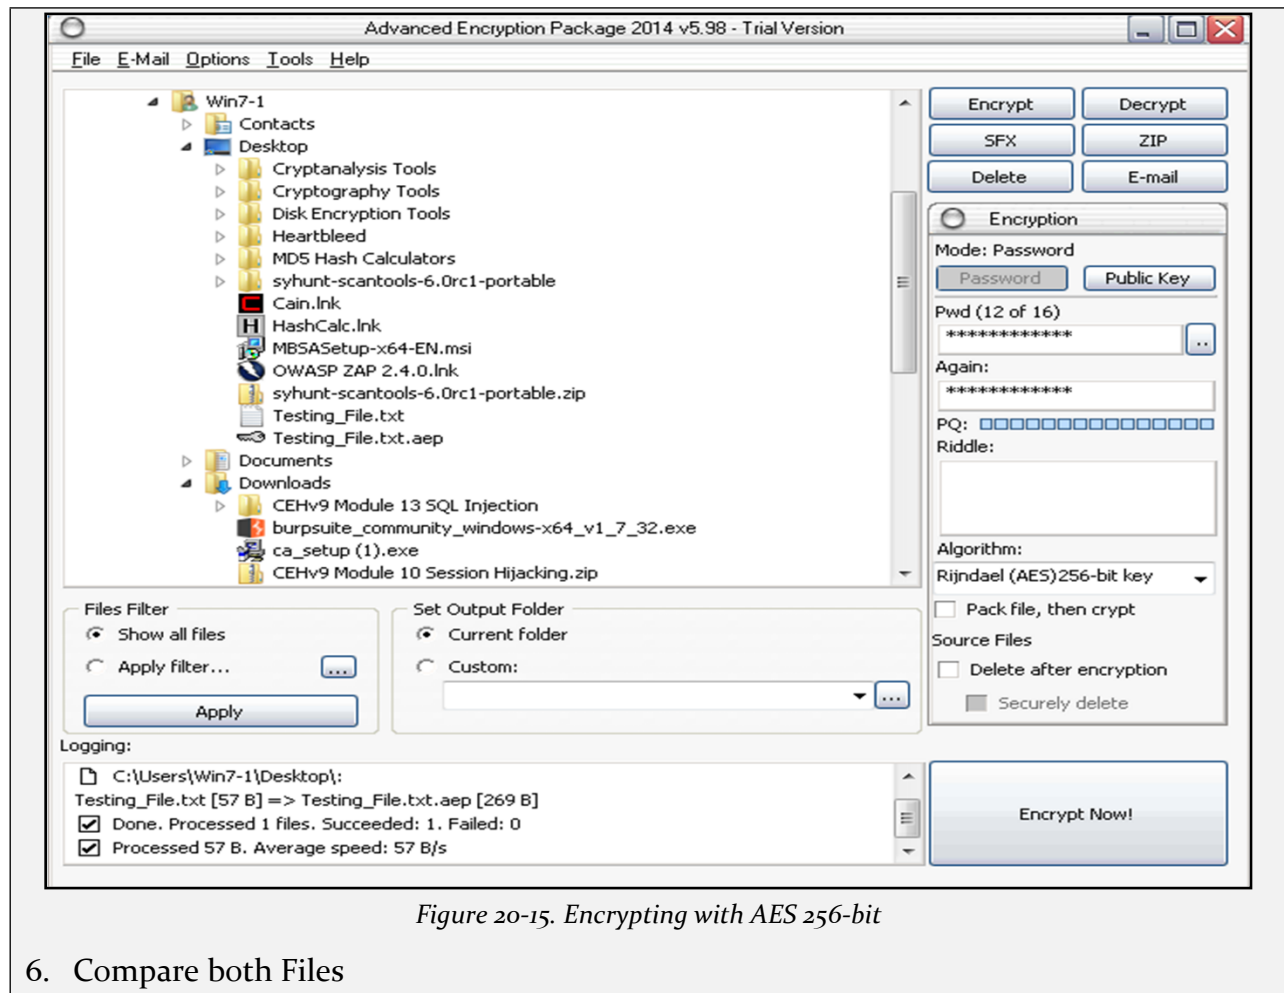 Advanced Encryption Package 2014 v5.98 - Trial Version
File E-Mail Options Tools Help
Win7-1
Contacts
Desktop
Cryptanalysis Tools
Cryptography Tools
Disk Encryption Tools
Heartbleed
MD5 Hash Calculators
syhunt-scantools-6.0rc1-portable
Cain.lnk
HashCalc.lnk
MBSASetup-x64-EN.msi
OWASP ZAP 2.4.0.lnk
syhunt-scantools-6.0rc1-portable.zip
Testing_File.txt
Testing_File.txt.aep
Documents
Downloads
CEHv9 Module 13 SQL Injection
burpsuite_community_windows-x64_v1_7_32.exe
ca_setup (1).exe
CEHv9 Module 10 Session Hijacking.zip
Encrypt Decrypt
SFX ZIP
Delete E-mail
Encryption
Mode: Password
Password Public Key
Pwd (12 of 16)
************ ..
Again:
************
PQ:
Riddle:
Algorithm:
Rijndael (AES)256-bit key
Pack file, then crypt
Source Files
Delete after encryption
Securely delete
Files Filter
Show all files
Apply filter... ...
Apply
Set Output Folder
Current folder
Custom:
...
Logging:
C:\Users\Win7-1\Desktop\:
Testing_File.txt [57 B] => Testing_File.txt.aep [269 B]
Done. Processed 1 files. Succeeded: 1. Failed: 0
Processed 57 B. Average speed: 57 B/s
Encrypt Now!
Figure 20-15. Encrypting with AES 256-bit
6. Compare both Files